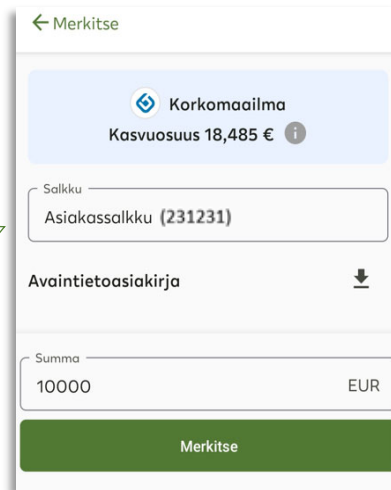 ← Merkitse
Korkomaailma
Kasvuosuus 18,485 €
Salkku
Asiakassalkku (231231)
Avaintietoasiakirja
Summa
10000 EUR
Merkitse